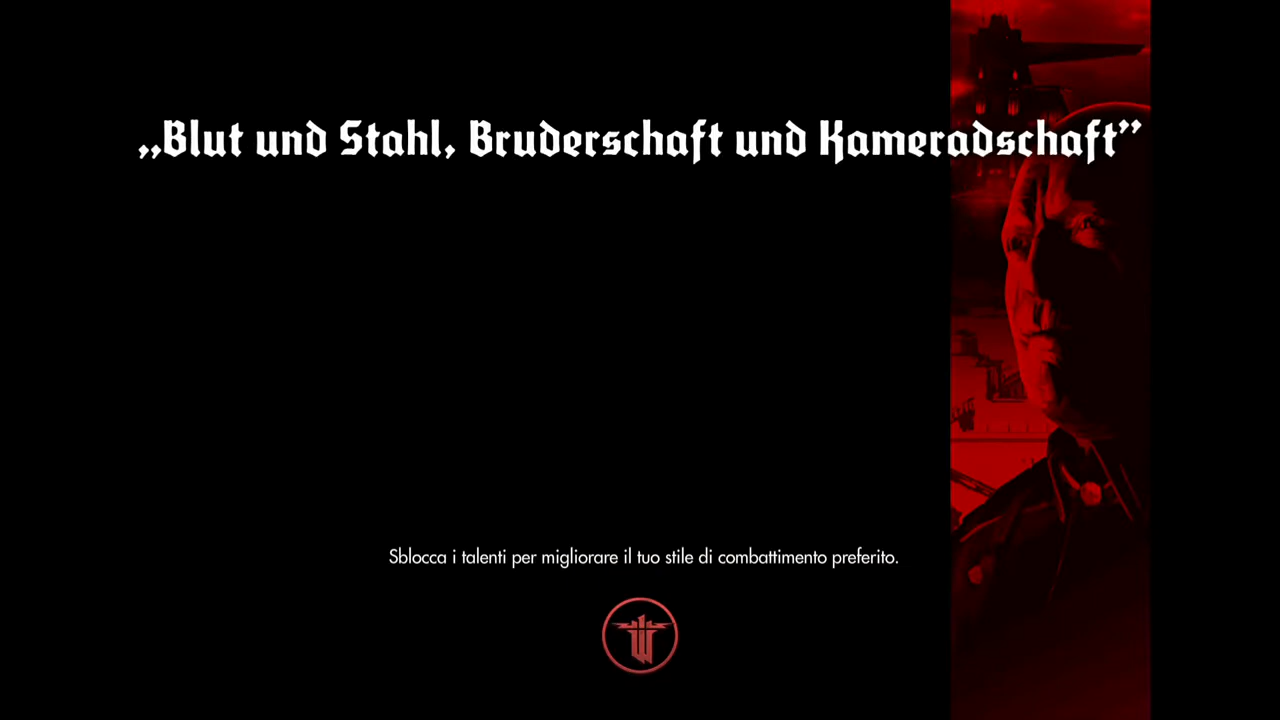 „Blut und Stahl, Bruderschaft und Kameradschaft”
Sblocca i talenti per migliorare il tuo stile di combattimento preferito.